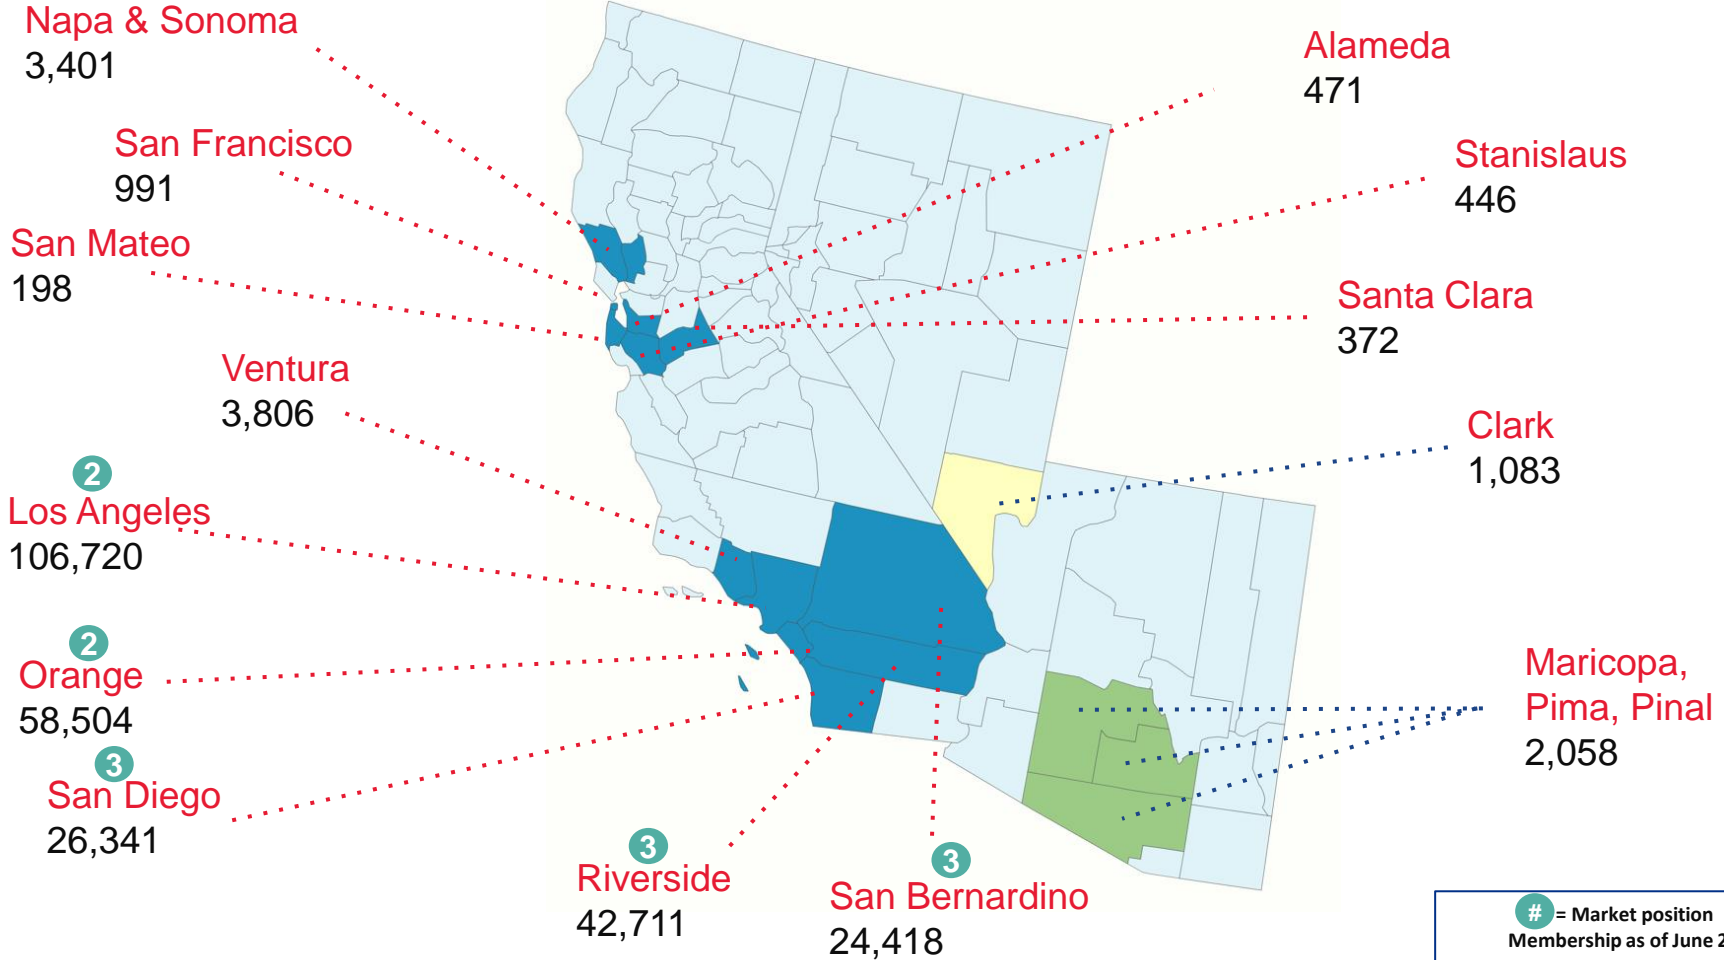 Napa & Sonoma
3,401
San Francisco
991
San Mateo
198
Ventura
3,806
2
Los Angeles
106,720
2
Orange
58,504
3
San Diego
26,341
3
Riverside
42,711
3
San Bernardino
24,418
Alameda
471
Stanislaus
446
Santa Clara
372
Clark
1,083
Maricopa,
Pima, Pinal
2,058
# = Market position
Membership as of June 2